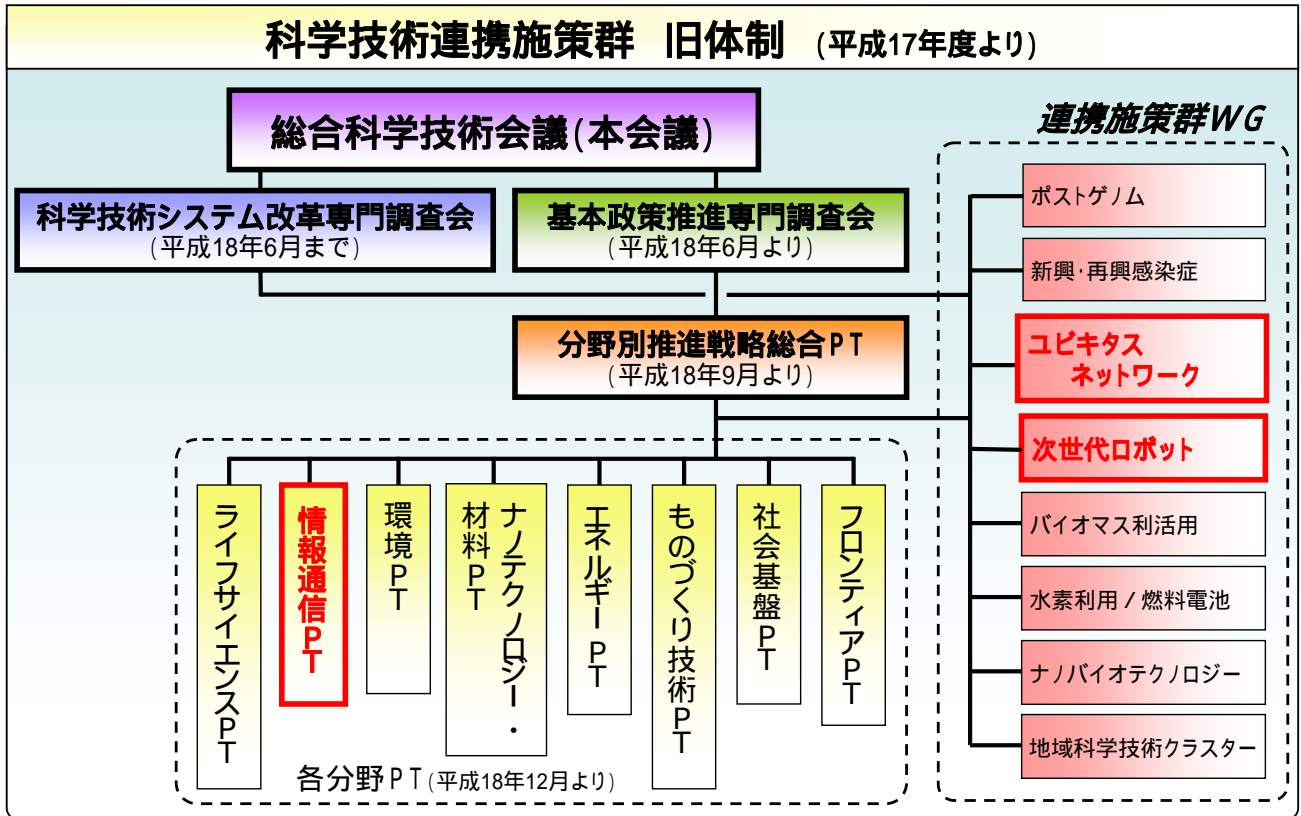 科学技術連携施策群 旧体制 (平成17年度より)
総合科学技術会議(本会議)
科学技術システム改革専門調査会
(平成18年6月まで)
基本政策推進専門調査会
(平成18年6月より)
分野別推進戦略総合PT
(平成18年9月より)
ライフサイエンスPT
情報通信PT
環境PT
ナノテクノロジー・
材料PT
エネルギーPT
ものづくり技術PT
社会基盤PT
フロンティアPT
各分野PT(平成18年12月より)
連携施策群WG
ポストゲノム
新興･再興感染症
ユビキタス
ネットワーク
次世代ロボット
バイオマス利活用
水素利用/燃料電池
ナノバイオテクノロジー
地域科学技術クラスター